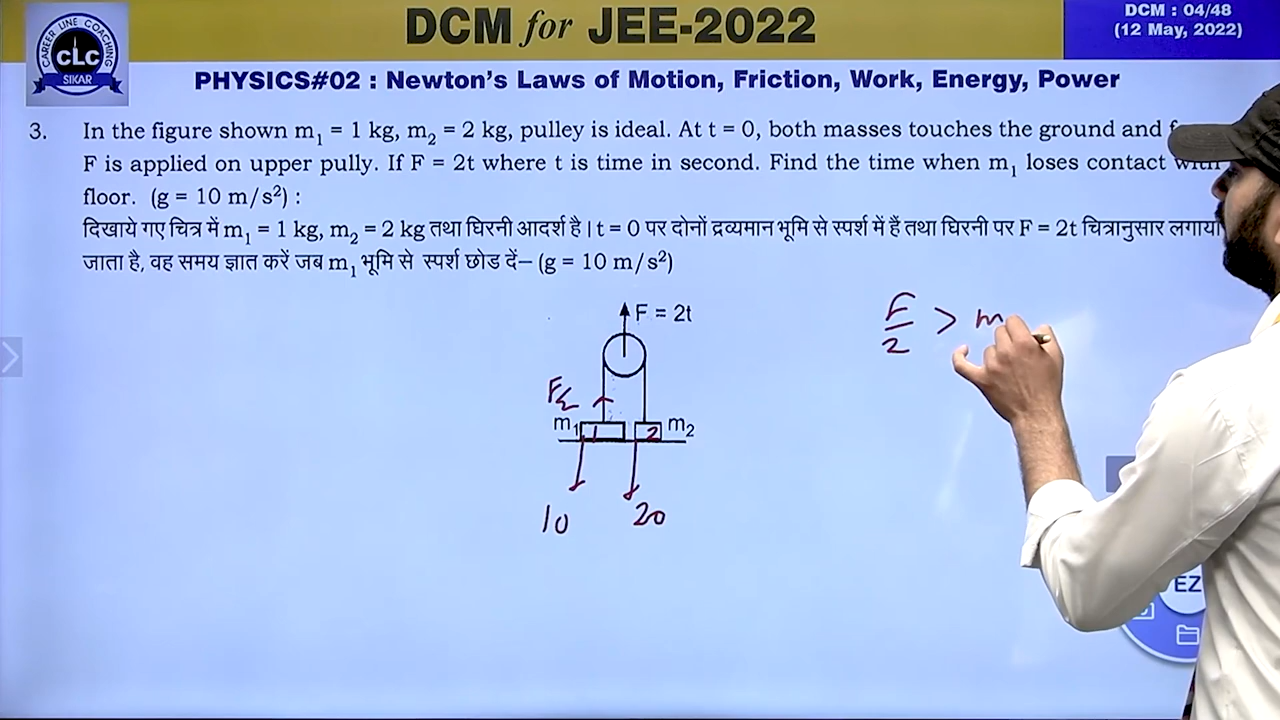 DCM for JEE-2022
DCM : 04/48
(12 May, 2022)
CAREER LINE COACHING
CLC
SIKAR
PHYSICS#02 : Newton's Laws of Motion, Friction, Work, Energy, Power
3. In the figure shown m₁ = 1 kg, m₂ = 2 kg, pulley is ideal. At t = 0, both masses touches the ground and
F is applied on upper pully. If F = 2t where t is time in second. Find the time when m₁ loses contact with
floor. (g = 10 m/s²) :
दिखाये गए चित्र में m₁ = 1 kg, m₂ = 2 kg तथा घिरनी आदर्श है। t = 0 पर दोनों द्रव्यमान भूमि से स्पर्श में हैं तथा घिरनी पर F = 2t चित्रानुसार लगाया
जाता है, वह समय ज्ञात करें जब m₁ भूमि से स्पर्श छोड दें– (g = 10 m/s²)
F = 2t
F/2 > m
m₁ 1 2 m₂
10 20
EZ